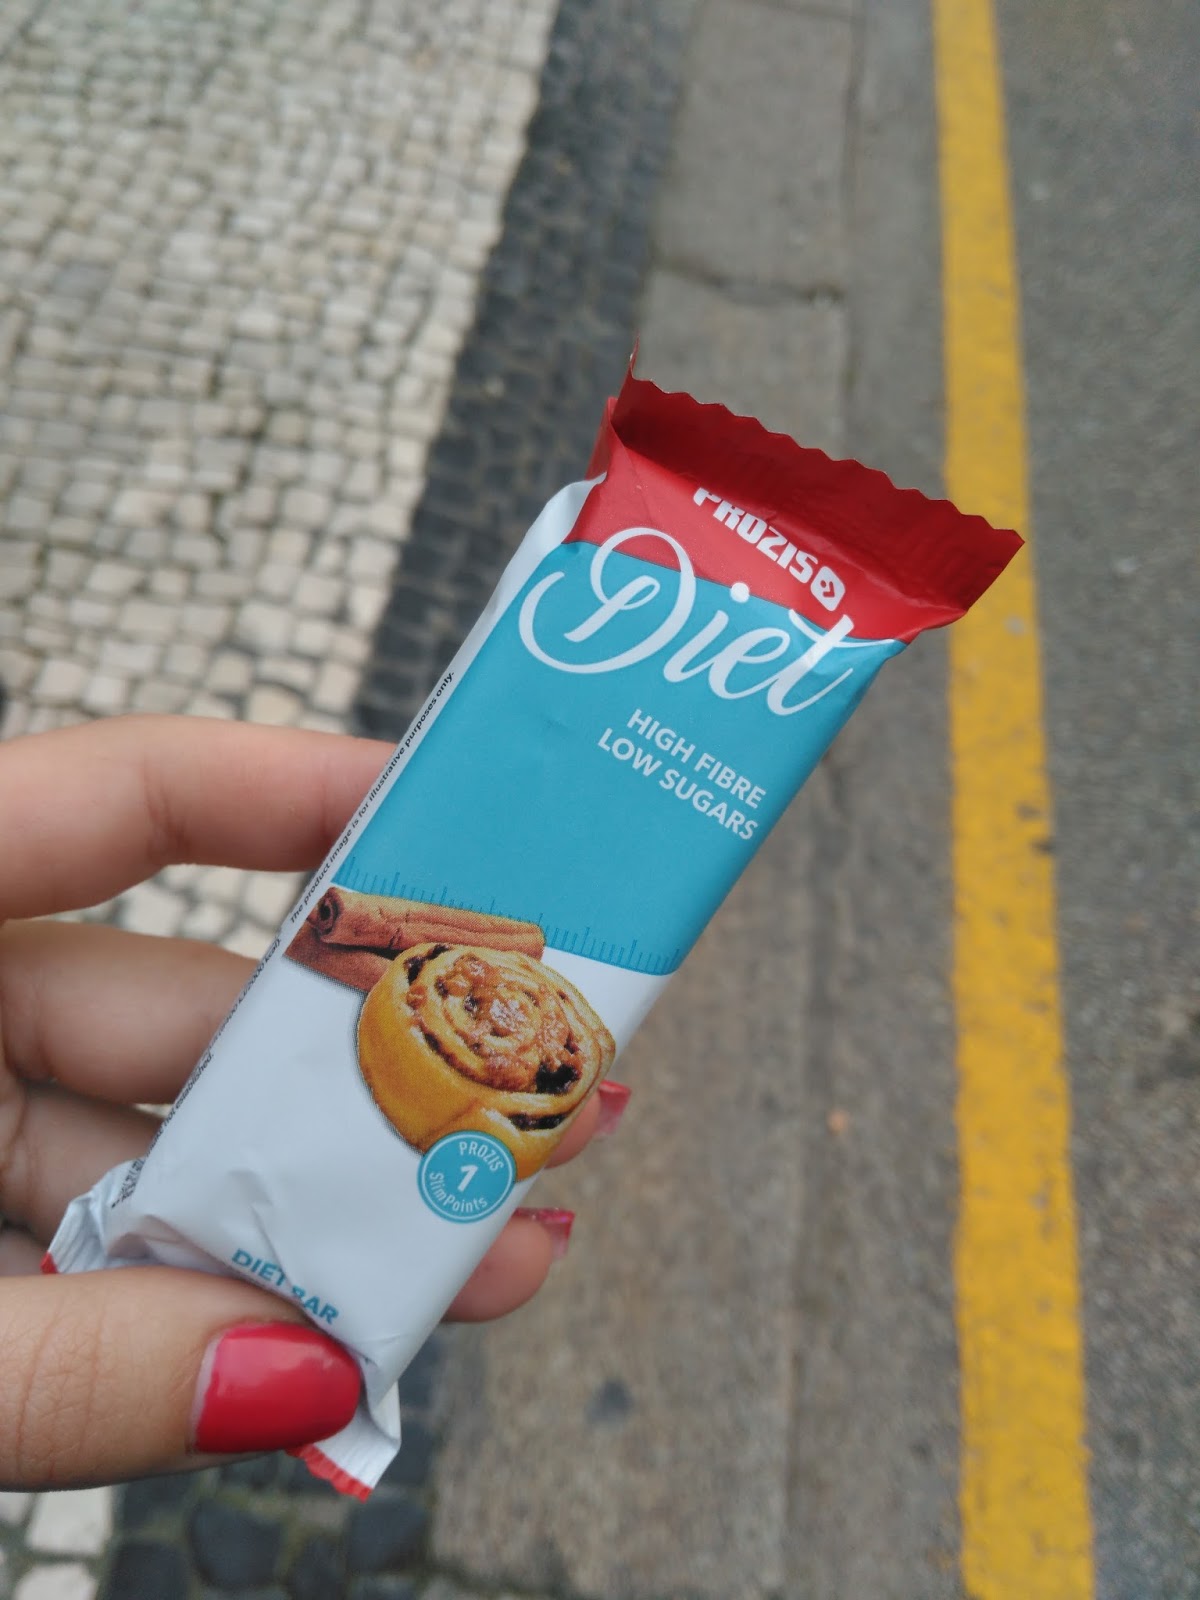 PROZIS
Diet
HIGH FIBRE
LOW SUGARS
The product image is for illustrative purposes only.
PROZIS
1
SlimPoints
DIET BAR